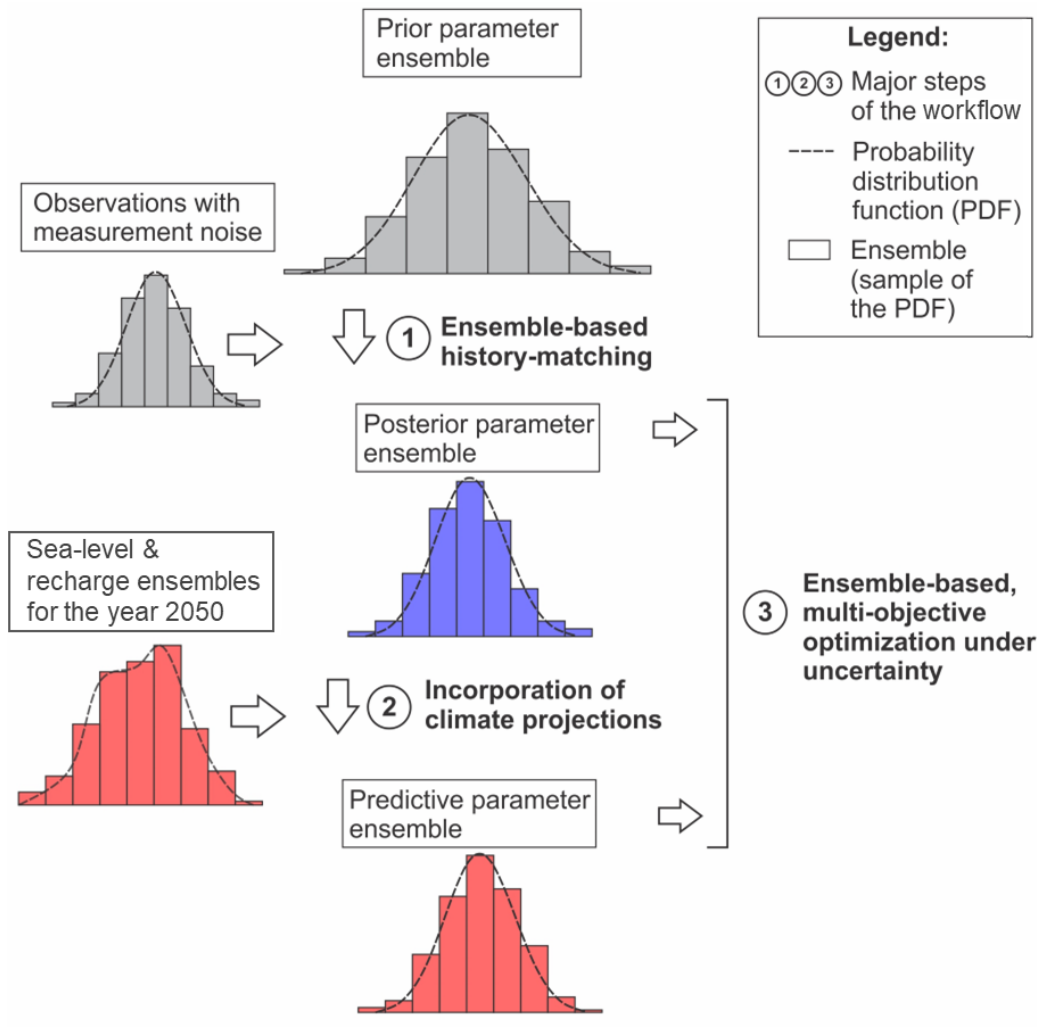 Prior parameter
ensemble
Legend:
①②③ Major steps
of the workflow
Probability
distribution
function (PDF)
Ensemble
(sample of
the PDF)
Observations with
measurement noise
1 Ensemble-based
history-matching
Posterior parameter
ensemble
Sea-level &
recharge ensembles
for the year 2050
2 Incorporation of
climate projections
3 Ensemble-based,
multi-objective
optimization under
uncertainty
Predictive parameter
ensemble